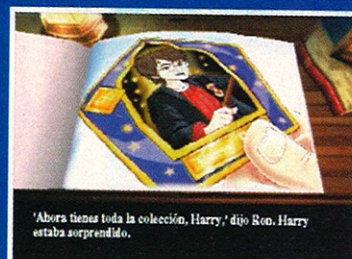 'Ahora tienes toda la colección, Harry,' dijo Ron. Harry
estaba sorprendido.